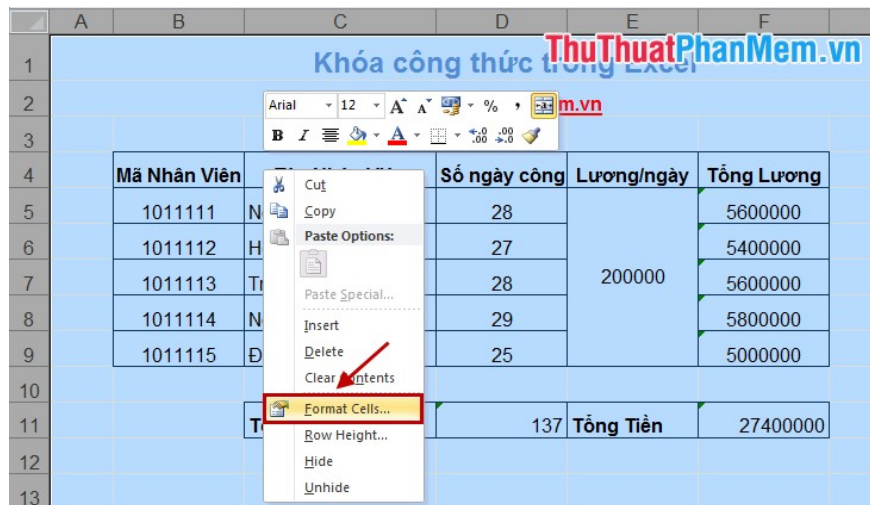 A B C D E F
1 Khóa công thức trong Excel ThuThuatPhanMem.vn
Arial 12 A A % ,
2 m.vn
B I A .00 .00
3
4 Mã Nhân Viên Số ngày công Lương/ngày Tổng Lương
Cut
5 1011111 N 28 5600000
Copy
Paste Options:
6 1011112 H 27 5400000
7 1011113 Tr 28 200000 5600000
Paste Special...
8 1011114 N 29 5800000
Insert
9 1011115 Đ 25 5000000
Delete
Clear Contents
10
Format Cells...
11 T 137 Tổng Tiền 27400000
Row Height...
12
Hide
Unhide
13